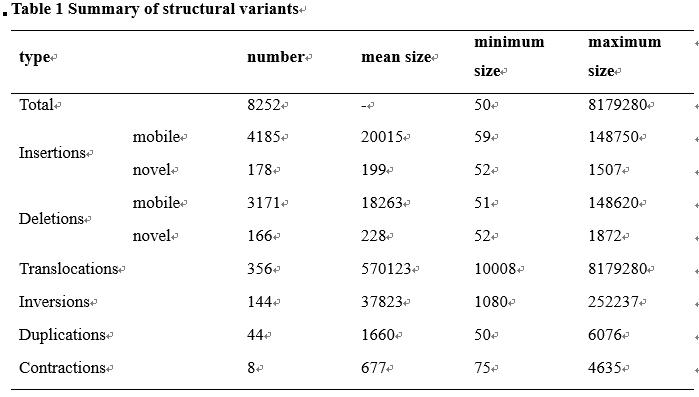 Table 1 Summary of structural variants
type number mean size minimum size maximum size
Total 8252 - 50 8179280
Insertions mobile 4185 20015 59 148750
novel 178 199 52 1507
Deletions mobile 3171 18263 51 148620
novel 166 228 52 1872
Translocations 356 570123 10008 8179280
Inversions 144 37823 1080 252237
Duplications 44 1660 50 6076
Contractions 8 677 75 4635